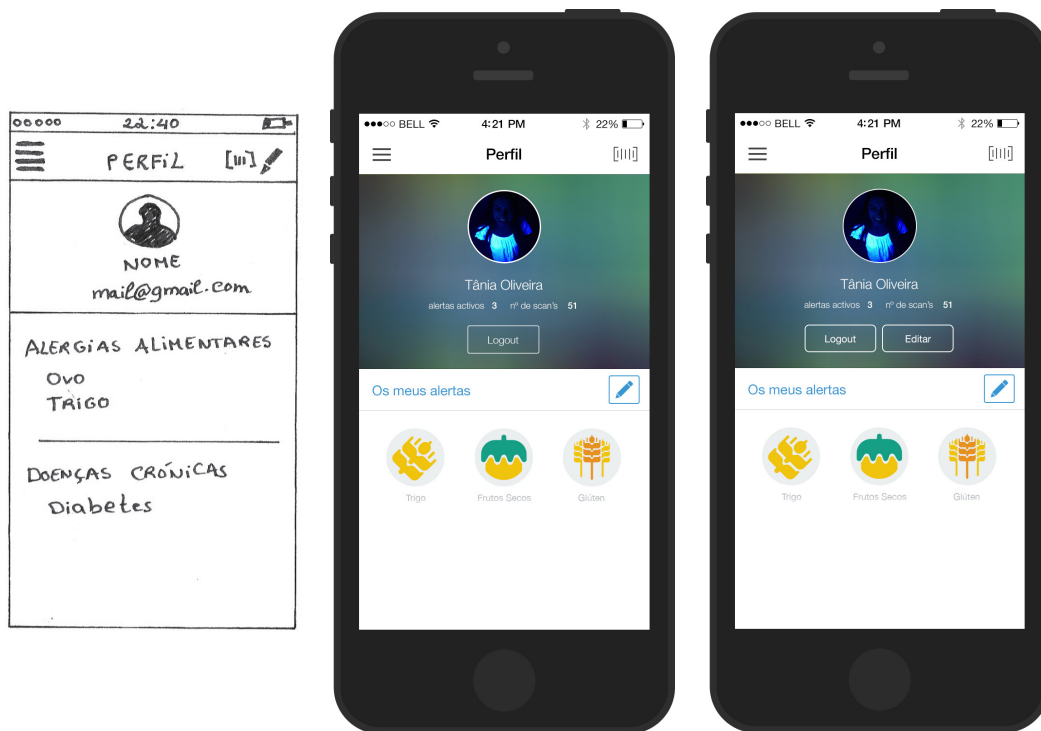 22:40
PERFiL
NOME
mail@gmail.com
ALERGiAS ALiMENTARES
OVO
TRiGO
DOENÇAS CRÓNiCAS
Diabetes
BELL 4:21 PM 22%
Perfil
Tânia Oliveira
alertas activos 3 nº de scan's 51
Logout
Os meus alertas
Trigo Frutos Secos Glúten
BELL 4:21 PM 22%
Perfil
Tânia Oliveira
alertas activos 3 nº de scan's 51
Logout Editar
Os meus alertas
Trigo Frutos Secos Glúten